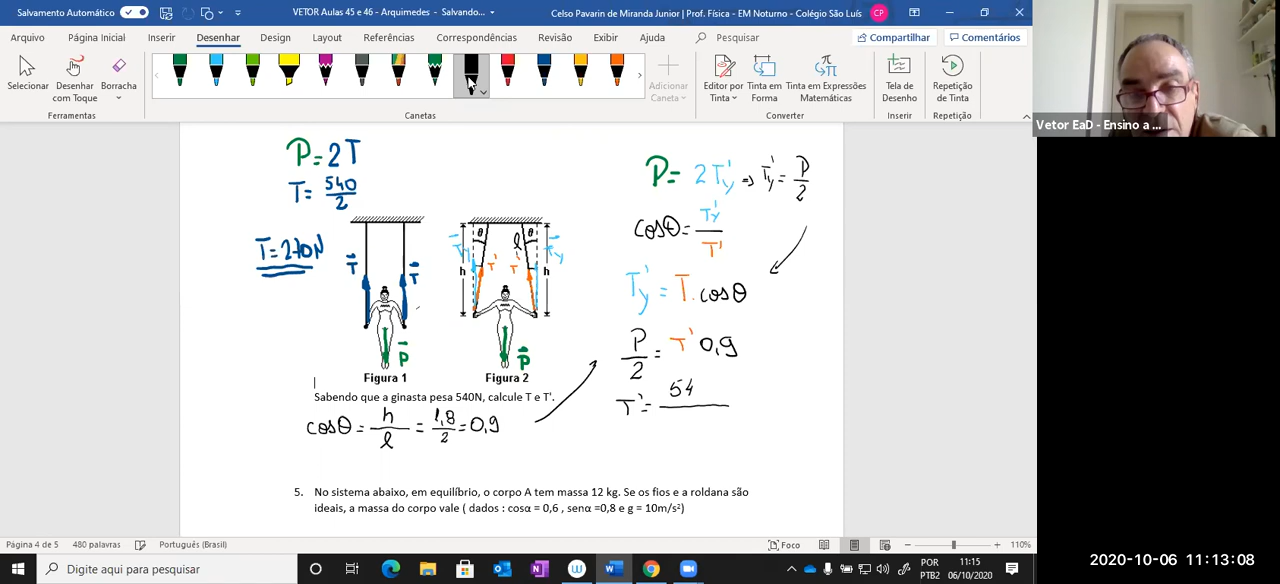 Salvamento Automático
VETOR Aulas 45 e 46 - Arquimedes - Salvando...
Celso Pavarin de Miranda Junior | Prof. Física - EM Noturno - Colégio São Luís
CP
Arquivo Página Inicial Inserir Desenhar Design Layout Referências Correspondências Revisão Exibir Ajuda Pesquisar Compartilhar Comentários
Selecionar
Desenhar com Toque
Borracha
Adicionar Caneta
Editor por Tinta
Tinta em Forma
Tinta em Expressões Matemáticas
Tela de Desenho
Repetição de Tinta
Ferramentas Canetas Converter Inserir Repetição
Vetor EaD - Ensino a ...
P = 2T
T = 540/2
T = 270N
P = 2T'y => T'y = P/2
cosθ = Ty'/T'
Ty' = T . cosθ
P/2 = T' 0,9
T' = 54
T T P
Figura 1
θ θ l h h T' T' Ty' Ty P
Figura 2
Sabendo que a ginasta pesa 540N, calcule T e T'.
cosθ = h/l = 1,8/2 = 0,9
5. No sistema abaixo, em equilíbrio, o corpo A tem massa 12 kg. Se os fios e a roldana são
ideais, a massa do corpo vale ( dados : cosα = 0,6 , senα =0,8 e g = 10m/s²)
Página 4 de 5 480 palavras Português (Brasil) Foco 110%
Digite aqui para pesquisar
POR
PTB2
11:15
06/10/2020
2020-10-06 11:13:08